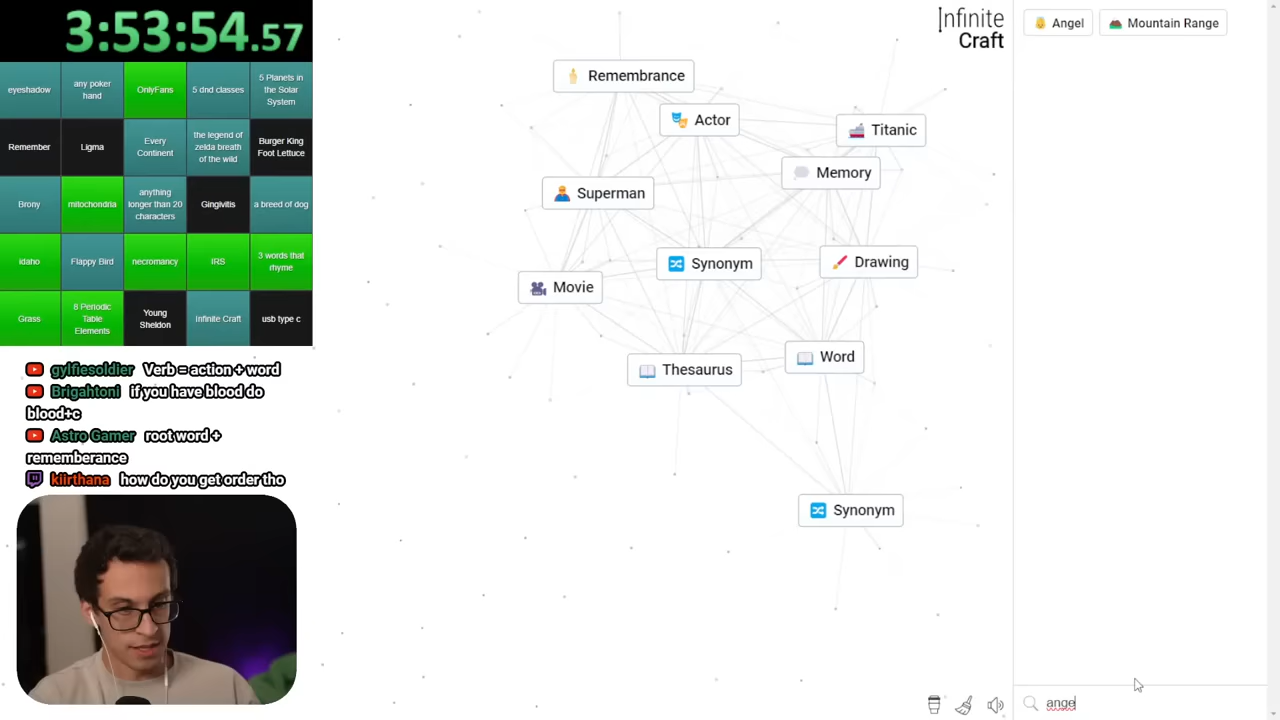 3:53:54.57
eyeshadow
any poker
hand
OnlyFans
5 dnd classes
5 Planets in
the Solar
System
Remember
Ligma
Every
Continent
the legend of
zelda breath
of the wild
Burger King
Foot Lettuce
Brony
mitochondria
anything
longer than 20
characters
Gingivitis
a breed of dog
idaho
Flappy Bird
necromancy
IRS
3 words that
rhyme
Grass
8 Periodic
Table
Elements
Young
Sheldon
Infinite Craft
usb type c
gylfiesoldier Verb = action + word
Brigahtoni if you have blood do
blood+c
Astro Gamer root word +
rememberance
kiirthana how do you get order tho
Infinite
Craft
Remembrance
Actor
Titanic
Memory
Superman
Synonym
Drawing
Movie
Word
Thesaurus
Synonym
Angel
Mountain Range
ange